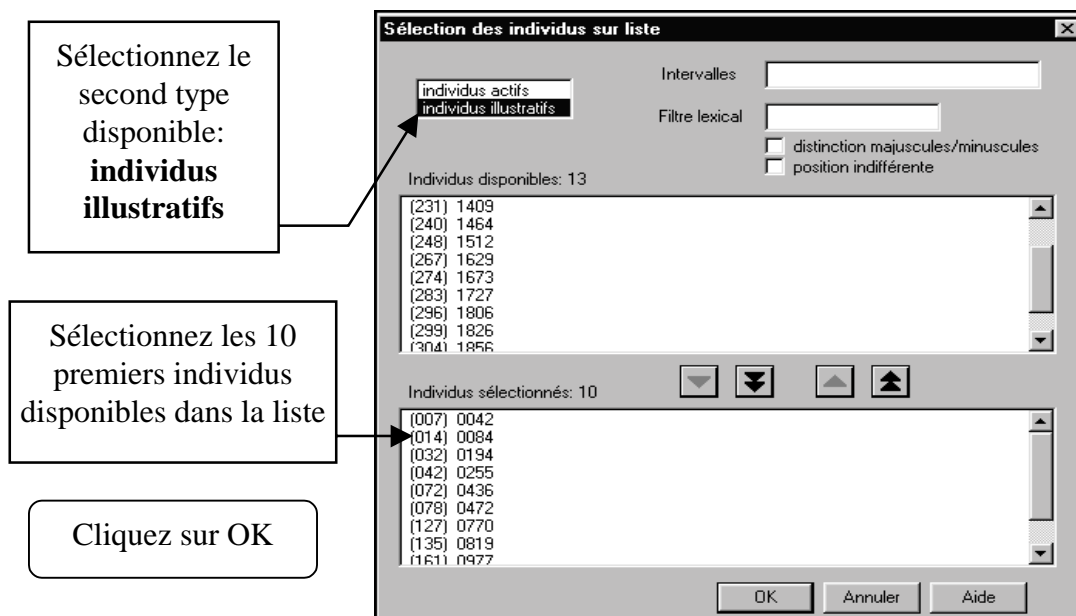 Sélectionnez le
second type
disponible:
individus
illustratifs
Sélectionnez les 10
premiers individus
disponibles dans la liste
Cliquez sur OK
Sélection des individus sur liste
individus actifs
individus illustratifs
Intervalles
Filtre lexical
distinction majuscules/minuscules
position indifférente
Individus disponibles: 13
(231) 1409
(240) 1464
(248) 1512
(267) 1629
(274) 1673
(283) 1727
(296) 1806
(299) 1826
(304) 1856
Individus sélectionnés: 10
(007) 0042
(014) 0084
(032) 0194
(042) 0255
(072) 0436
(078) 0472
(127) 0770
(135) 0819
(161) 0977
OK Annuler Aide